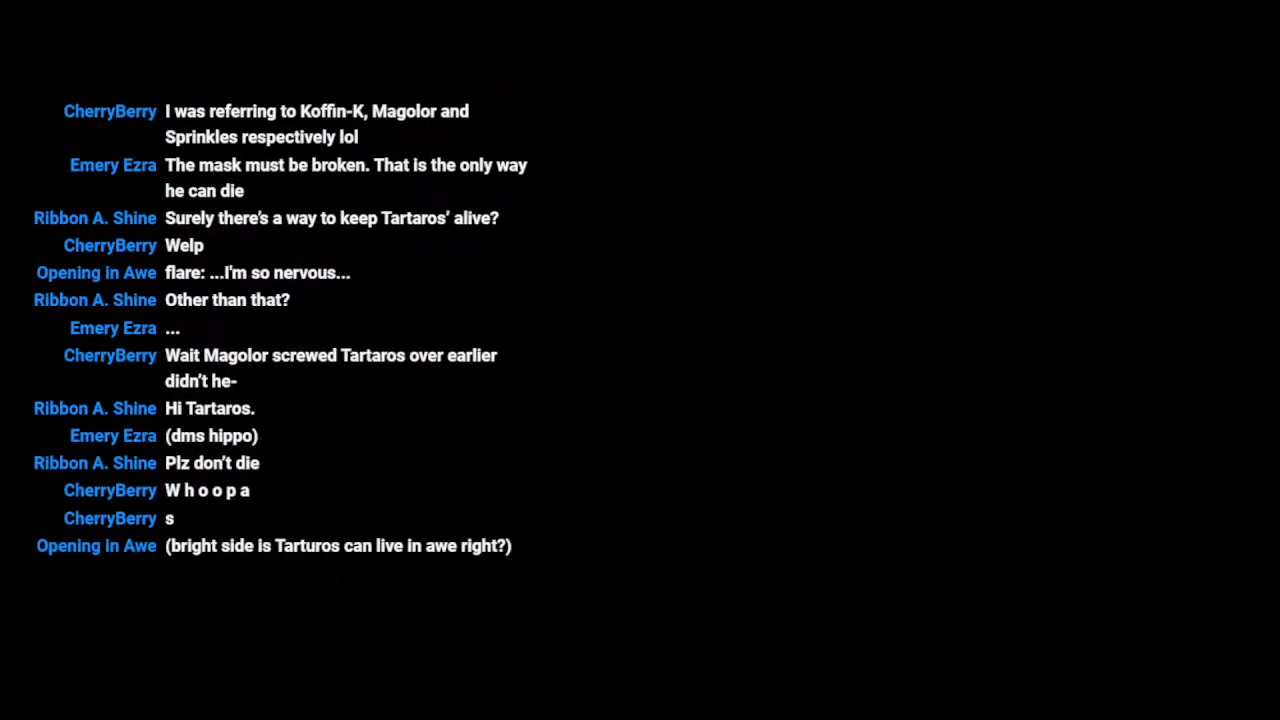 CherryBerry I was referring to Koffin-K, Magolor and
Sprinkles respectively lol
Emery Ezra The mask must be broken. That is the only way
he can die
Ribbon A. Shine Surely there's a way to keep Tartaros' alive?
CherryBerry Welp
Opening in Awe flare: ...I'm so nervous...
Ribbon A. Shine Other than that?
Emery Ezra ...
CherryBerry Wait Magolor screwed Tartaros over earlier
didn't he-
Ribbon A. Shine Hi Tartaros.
Emery Ezra (dms hippo)
Ribbon A. Shine Plz don't die
CherryBerry W h o o p a
CherryBerry s
Opening in Awe (bright side is Tarturos can live in awe right?)